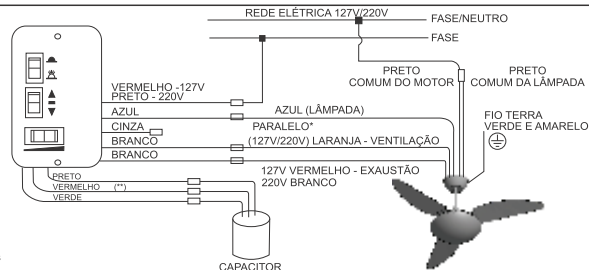 REDE ELÉTRICA 127V/220V
FASE/NEUTRO
FASE
PRETO
COMUM DO MOTOR
PRETO
COMUM DA LÂMPADA
VERMELHO -127V
PRETO - 220V
AZUL
AZUL (LÂMPADA)
FIO TERRA
VERDE E AMARELO
CINZA
PARALELO*
BRANCO
(127V/220V) LARANJA - VENTILAÇÃO
BRANCO
127V VERMELHO - EXAUSTÃO
220V BRANCO
PRETO
VERMELHO (**)
VERDE
CAPACITOR